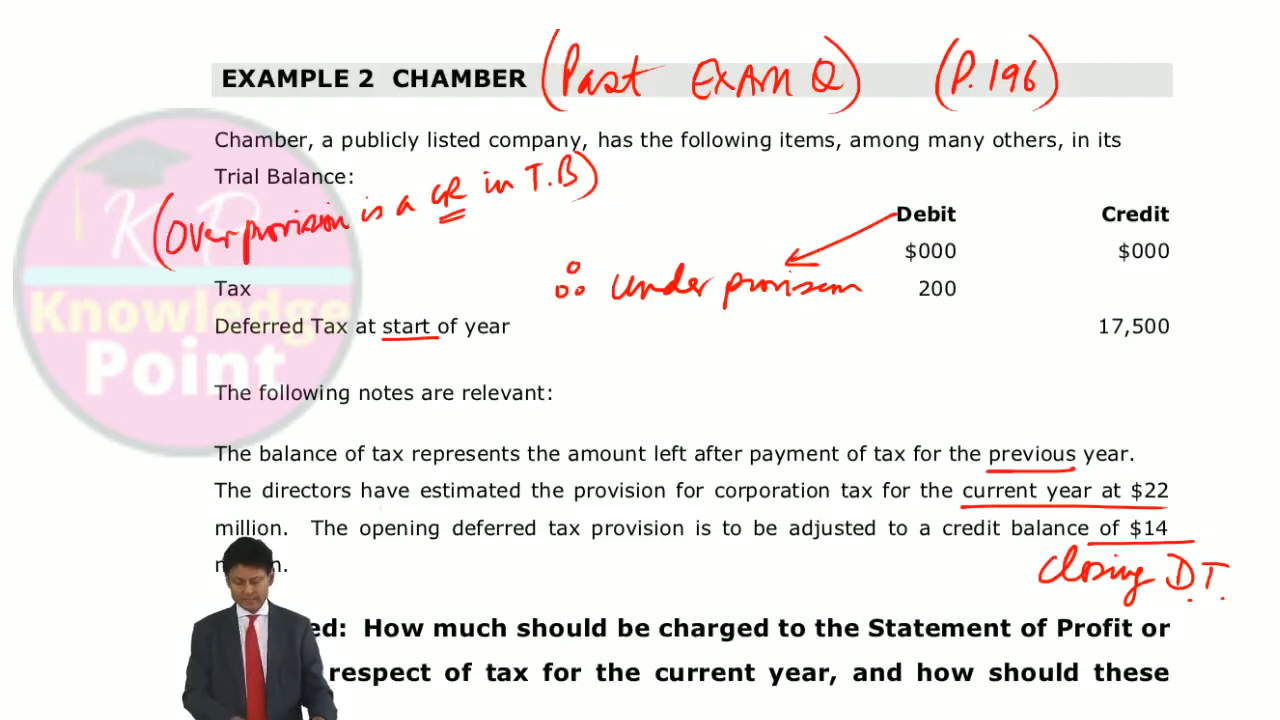 EXAMPLE 2 CHAMBER (Past EXAM Q) (P.196)
Chamber, a publicly listed company, has the following items, among many others, in its
Trial Balance:
(Over provision is a CR in T.B)
Debit Credit
$000 $000
Tax ∴ under provision 200
Deferred Tax at start of year 17,500
The following notes are relevant:
The balance of tax represents the amount left after payment of tax for the previous year.
The directors have estimated the provision for corporation tax for the current year at $22
million. The opening deferred tax provision is to be adjusted to a credit balance of $14
Closing D.T.
ed: How much should be charged to the Statement of Profit or
respect of tax for the current year, and how should these
KP
Knowledge
Point